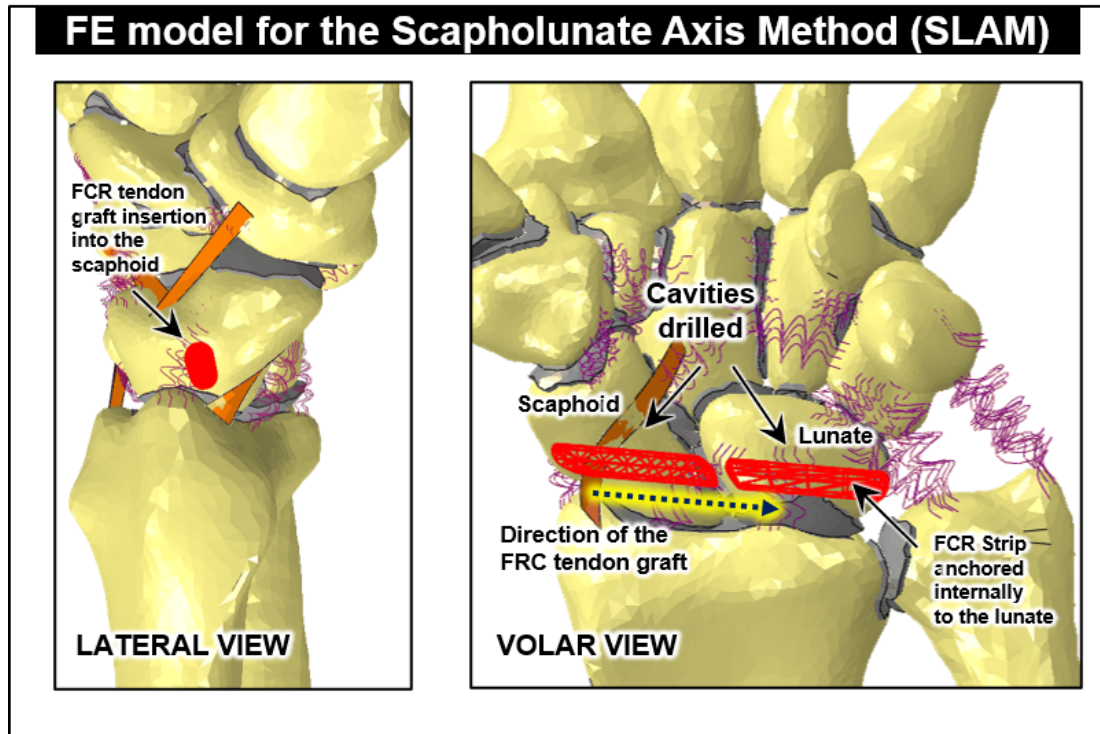 FE model for the Scapholunate Axis Method (SLAM)
FCR tendon
graft insertion
into the
scaphoid
LATERAL VIEW
Cavities
drilled
Scaphoid
Lunate
Direction of the
FRC tendon graft
FCR Strip
anchored
internally
to the lunate
VOLAR VIEW